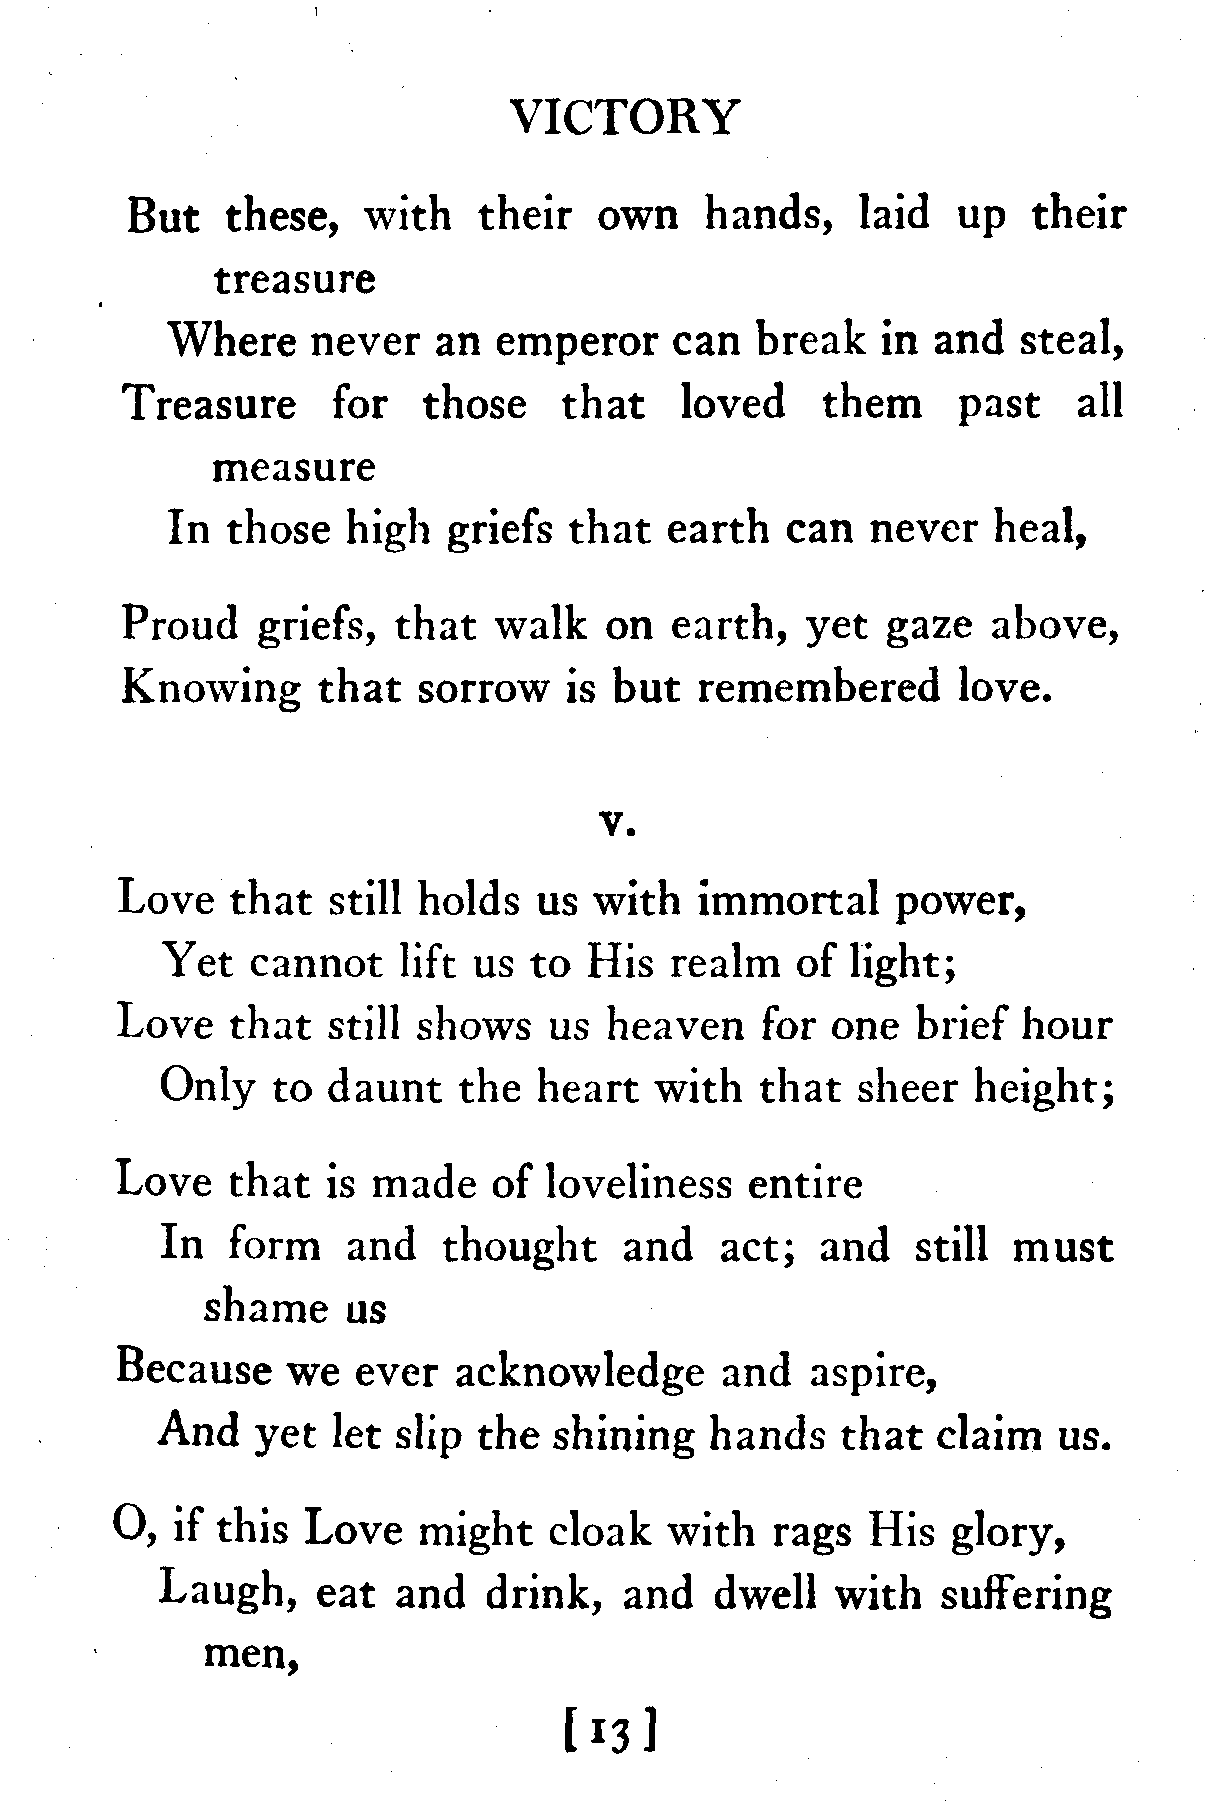 VICTORY
But these, with their own hands, laid up their
treasure
Where never an emperor can break in and steal,
Treasure for those that loved them past all
measure
In those high griefs that earth can never heal,
Proud griefs, that walk on earth, yet gaze above,
Knowing that sorrow is but remembered love.
V.
Love that still holds us with immortal power,
Yet cannot lift us to His realm of light;
Love that still shows us heaven for one brief hour
Only to daunt the heart with that sheer height;
Love that is made of loveliness entire
In form and thought and act; and still must
shame us
Because we ever acknowledge and aspire,
And yet let slip the shining hands that claim us.
O, if this Love might cloak with rags His glory,
Laugh, eat and drink, and dwell with suffering
men,
[ 13 ]